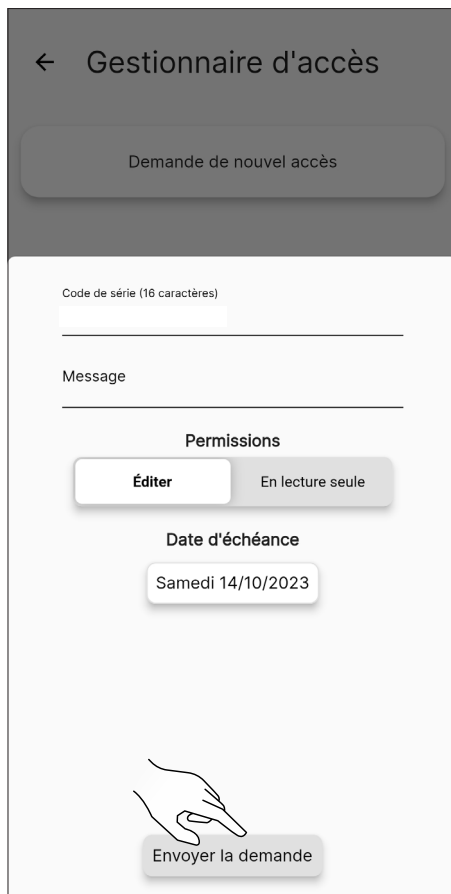 Gestionnaire d'accès
Demande de nouvel accès
Code de série (16 caractères)
Message
Permissions
Éditer En lecture seule
Date d'échéance
Samedi 14/10/2023
Envoyer la demande